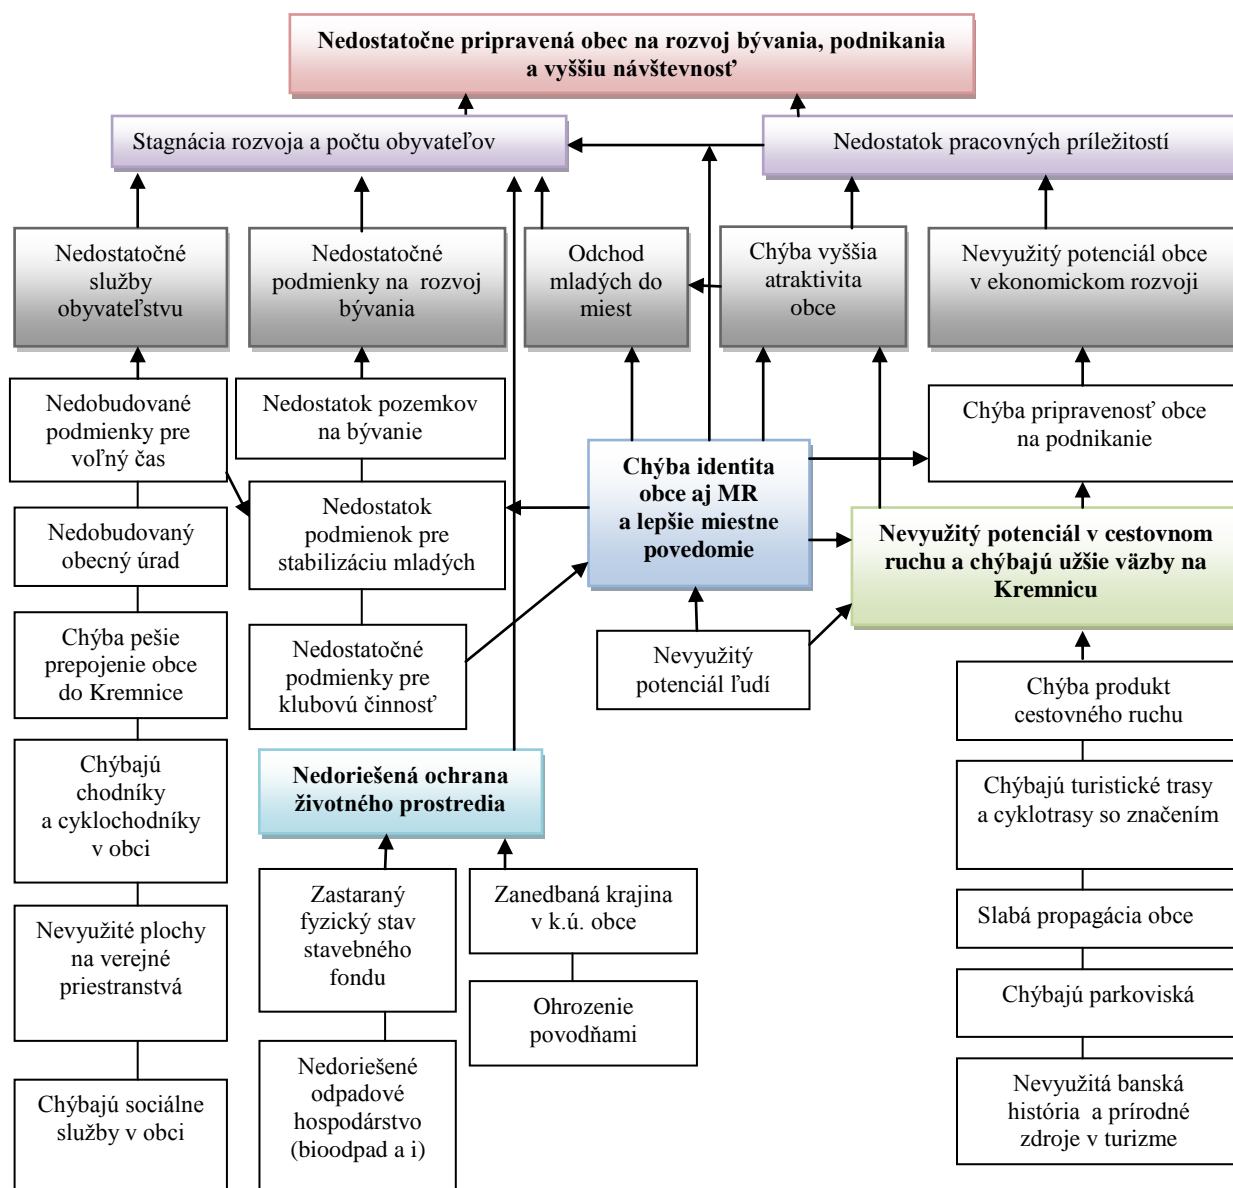 Nedostatočne pripravená obec na rozvoj bývania, podnikania
a vyššiu návštevnosť
Stagnácia rozvoja a počtu obyvateľov
Nedostatok pracovných príležitostí
Nedostatočné
služby
obyvateľstvu
Nedostatočné
podmienky na rozvoj
bývania
Odchod
mladých do
miest
Chýba vyššia
atraktivita
obce
Nevyužitý potenciál obce
v ekonomickom rozvoji
Nedobudované
podmienky pre
voľný čas
Nedostatok pozemkov
na bývanie
Chýba pripravenosť obce
na podnikanie
Chýba identita
obce aj MR
a lepšie miestne
povedomie
Nedostatok
podmienok pre
stabilizáciu mladých
Nedobudovaný
obecný úrad
Nevyužitý potenciál v cestovnom
ruchu a chýbajú užšie väzby na
Kremnicu
Chýba pešie
prepojenie obce
do Kremnice
Nedostatočné
podmienky pre
klubovú činnosť
Nevyužitý
potenciál ľudí
Chýba produkt
cestovného ruchu
Chýbajú
chodníky
a cyklochodníky
v obci
Nedoriešená ochrana
životného prostredia
Chýbajú turistické trasy
a cyklotrasy so značením
Zastaraný
fyzický stav
stavebného
fondu
Zanedbaná krajina
v k.ú. obce
Slabá propagácia obce
Nevyužité plochy
na verejné
priestranstvá
Ohrozenie
povodňami
Chýbajú parkoviská
Nedoriešené
odpadové
hospodárstvo
(bioodpad a i)
Chýbajú sociálne
služby v obci
Nevyužitá banská
história a prírodné
zdroje v turizme